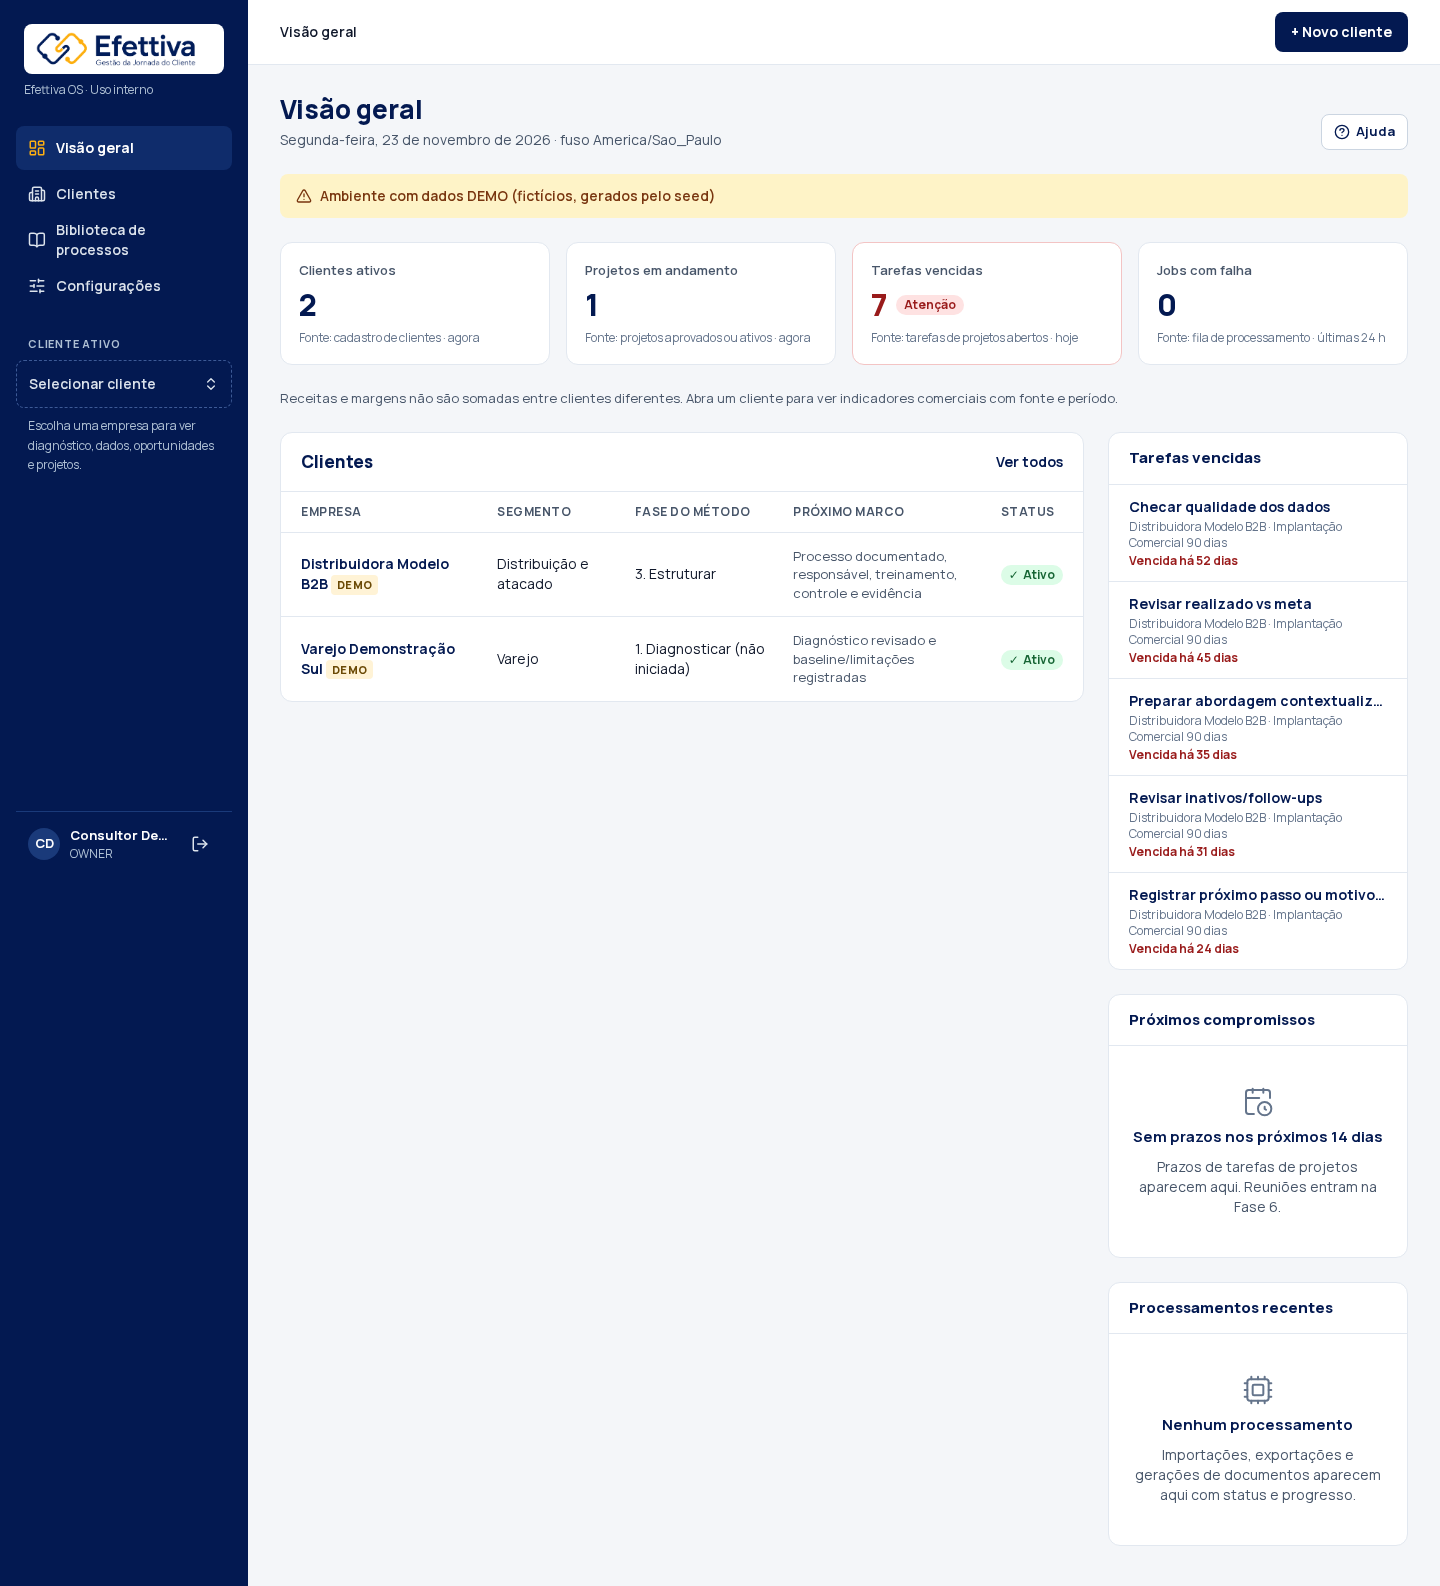 Efettiva
Gestão da Jornada do Cliente
Efettiva OS · Uso interno
Visão geral
Clientes
Biblioteca de
processos
Configurações
CLIENTE ATIVO
Selecionar cliente
Escolha uma empresa para ver
diagnóstico, dados, oportunidades
e projetos.
CD
Consultor De...
OWNER
Visão geral
+ Novo cliente
Visão geral
Segunda-feira, 23 de novembro de 2026 · fuso America/Sao_Paulo
Ajuda
Ambiente com dados DEMO (fictícios, gerados pelo seed)
Clientes ativos
2
Fonte: cadastro de clientes · agora
Projetos em andamento
1
Fonte: projetos aprovados ou ativos · agora
Tarefas vencidas
7 Atenção
Fonte: tarefas de projetos abertos · hoje
Jobs com falha
0
Fonte: fila de processamento · últimas 24 h
Receitas e margens não são somadas entre clientes diferentes. Abra um cliente para ver indicadores comerciais com fonte e período.
Clientes
Ver todos
EMPRESA SEGMENTO FASE DO MÉTODO PRÓXIMO MARCO STATUS
Distribuidora Modelo
B2B DEMO
Distribuição e
atacado
3. Estruturar
Processo documentado,
responsável, treinamento,
controle e evidência
✓ Ativo
Varejo Demonstração
Sul DEMO
Varejo
1. Diagnosticar (não
iniciada)
Diagnóstico revisado e
baseline/limitações
registradas
✓ Ativo
Tarefas vencidas
Checar qualidade dos dados
Distribuidora Modelo B2B · Implantação
Comercial 90 dias
Vencida há 52 dias
Revisar realizado vs meta
Distribuidora Modelo B2B · Implantação
Comercial 90 dias
Vencida há 45 dias
Preparar abordagem contextualiz...
Distribuidora Modelo B2B · Implantação
Comercial 90 dias
Vencida há 35 dias
Revisar inativos/follow-ups
Distribuidora Modelo B2B · Implantação
Comercial 90 dias
Vencida há 31 dias
Registrar próximo passo ou motivo...
Distribuidora Modelo B2B · Implantação
Comercial 90 dias
Vencida há 24 dias
Próximos compromissos
Sem prazos nos próximos 14 dias
Prazos de tarefas de projetos
aparecem aqui. Reuniões entram na
Fase 6.
Processamentos recentes
Nenhum processamento
Importações, exportações e
gerações de documentos aparecem
aqui com status e progresso.